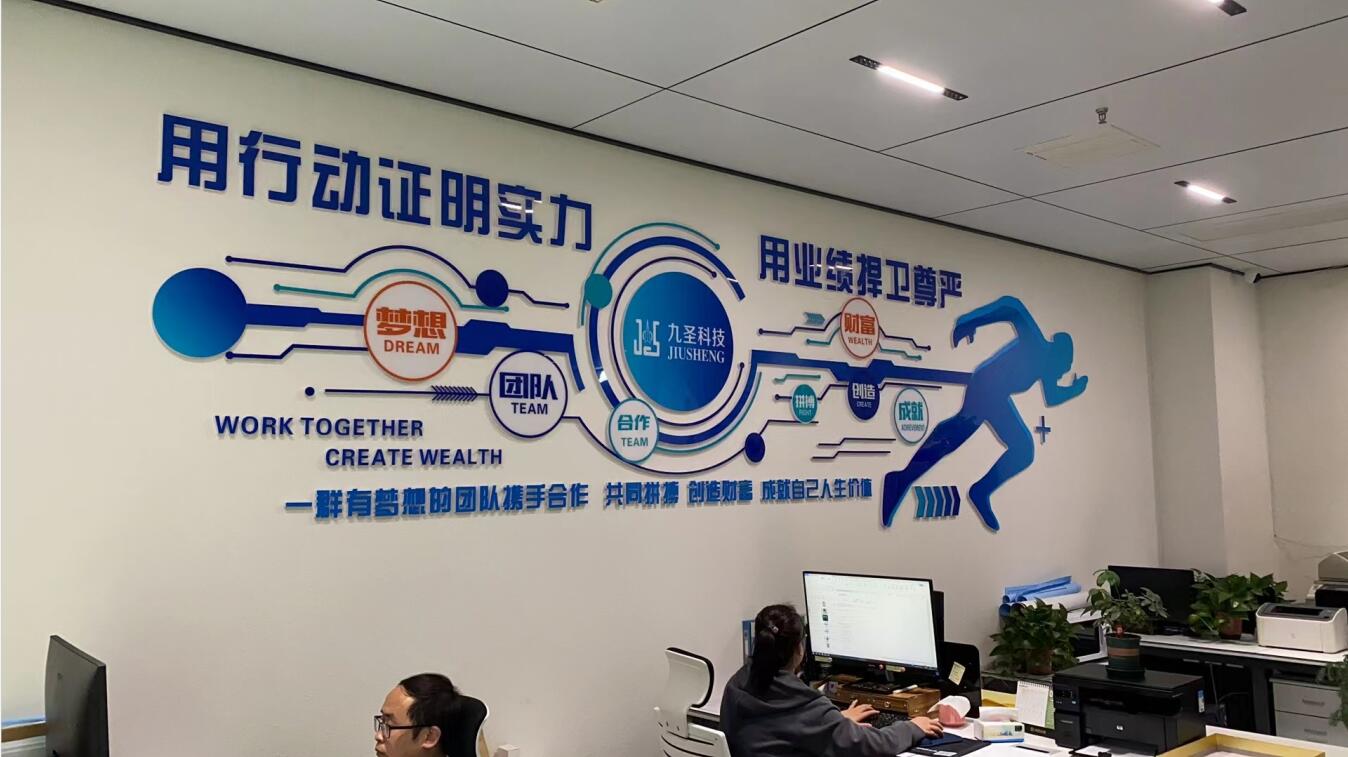 用行动证明实力
用业绩捍卫尊严
梦想
DREAM
团队
TEAM
合作
TEAM
九圣科技
JIUSHENG
财富
WEALTH
拼搏
FIGHT
创造
CREATE
成就
ACHIEVEMENT
WORK TOGETHER
CREATE WEALTH
一群有梦想的团队携手合作 共同拼搏 创造财富 成就自己人生价值